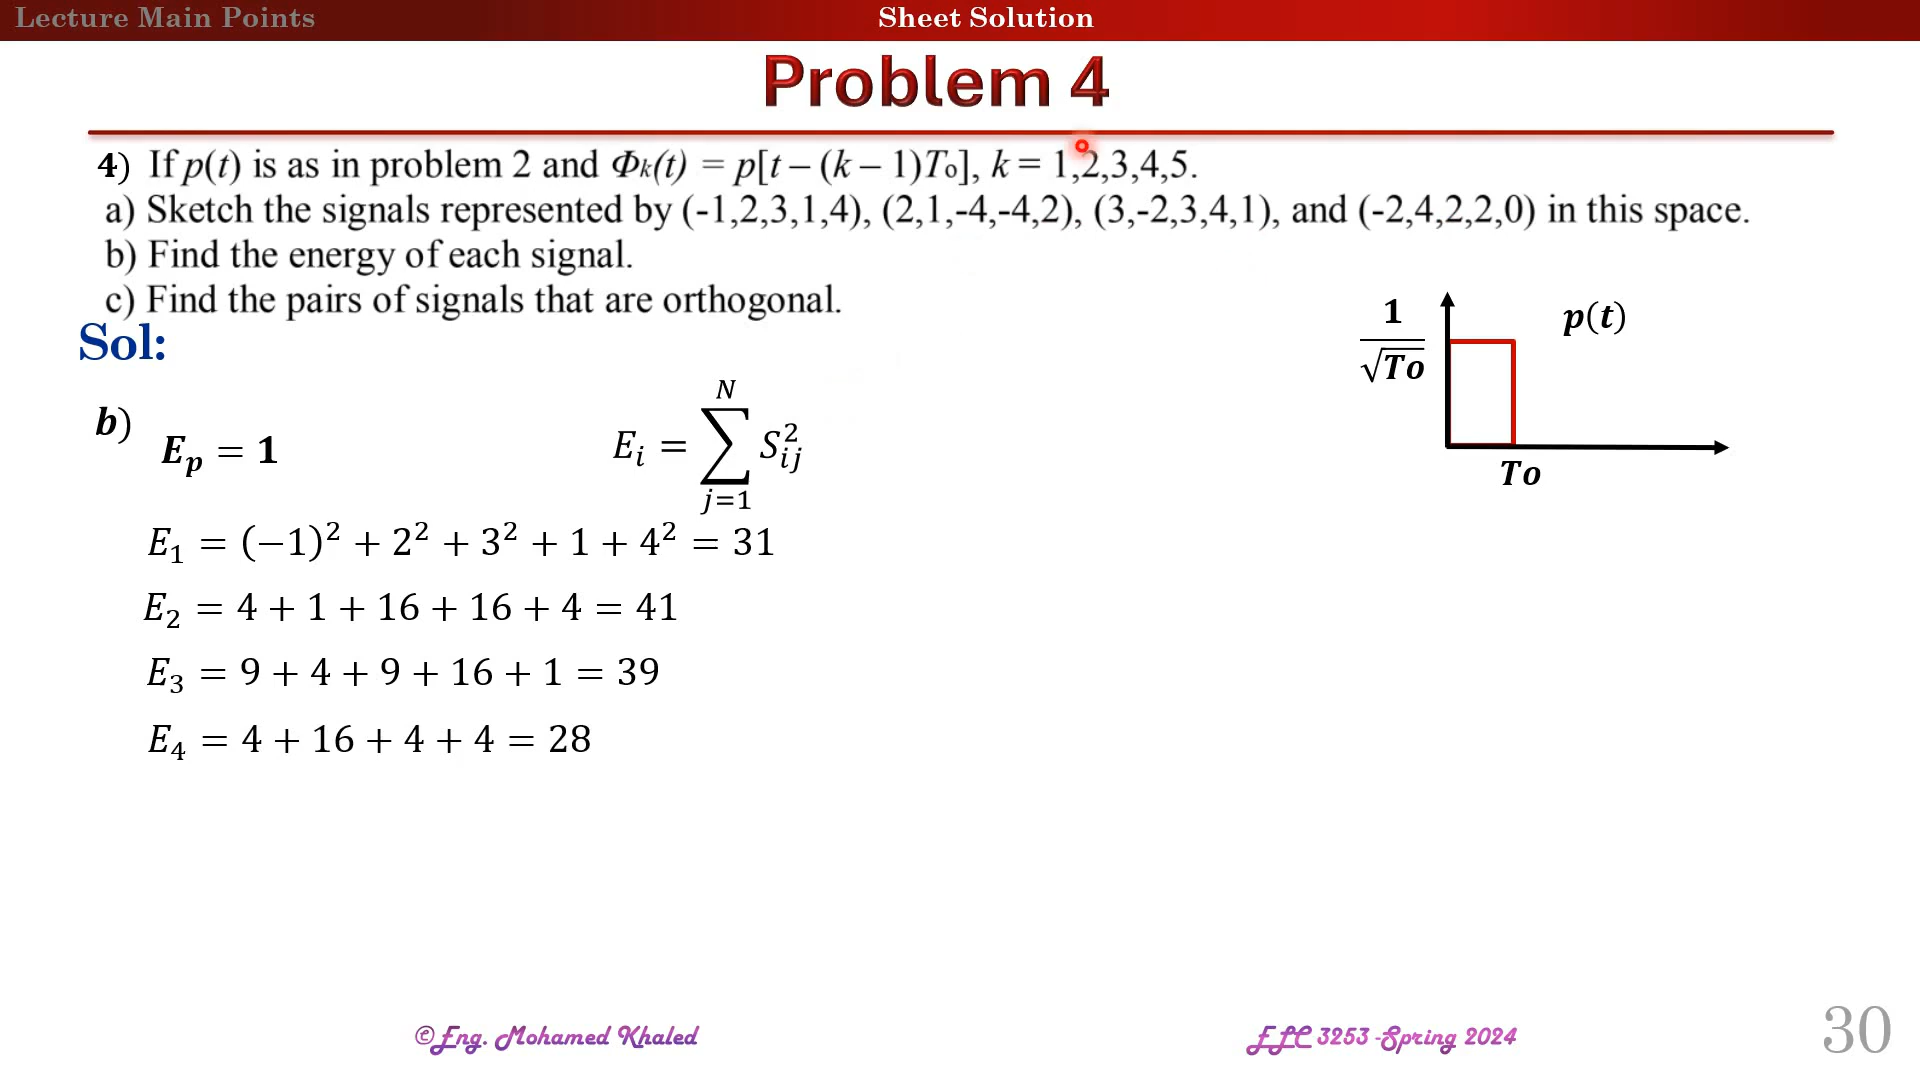 Lecture Main Points
Sheet Solution
Problem 4
4) If p(t) is as in problem 2 and Φk(t) = p[t – (k – 1)To], k = 1,2,3,4,5.
a) Sketch the signals represented by (-1,2,3,1,4), (2,1,-4,-4,2), (3,-2,3,4,1), and (-2,4,2,2,0) in this space.
b) Find the energy of each signal.
c) Find the pairs of signals that are orthogonal.
Sol:
1/√To
p(t)
To
b)
E_p = 1
E_i = ∑_{j=1}^{N} S_{ij}^2
E₁ = (−1)² + 2² + 3² + 1 + 4² = 31
E₂ = 4 + 1 + 16 + 16 + 4 = 41
E₃ = 9 + 4 + 9 + 16 + 1 = 39
E₄ = 4 + 16 + 4 + 4 = 28
©Eng. Mohamed Khaled
ELC 3253 -Spring 2024
30